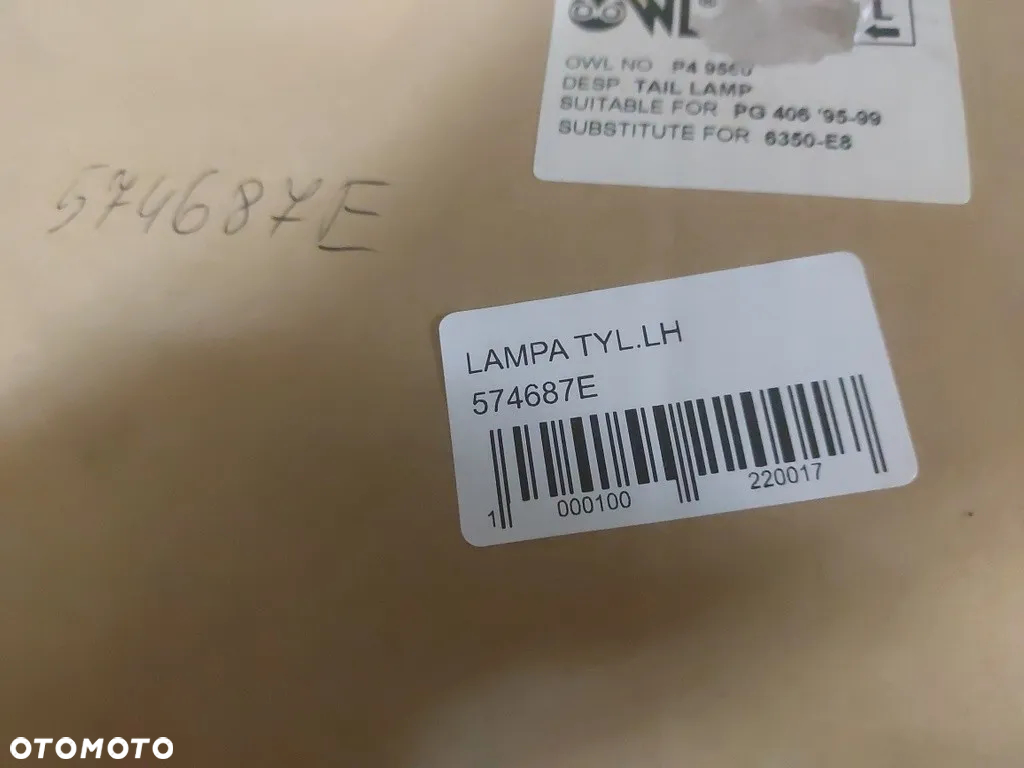 OWL®
L
OWL NO P4 9560
DESP TAIL LAMP
SUITABLE FOR PG 406 '95-99
SUBSTITUTE FOR 6350-E8
574687E
LAMPA TYL.LH
574687E
1 000100 220017
OTOMOTO